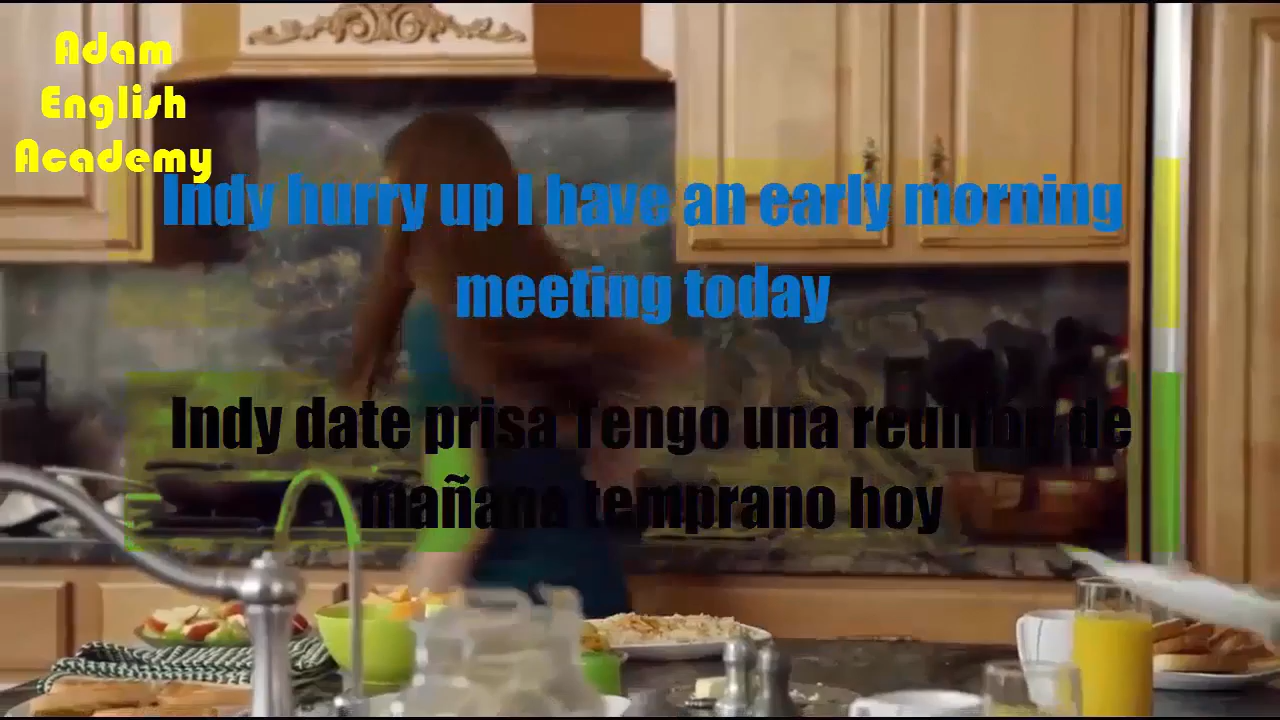 Adam
English
Academy
Indy hurry up I have an early morning
meeting today
Indy date prisa Tengo una reunión de
mañana temprano hoy